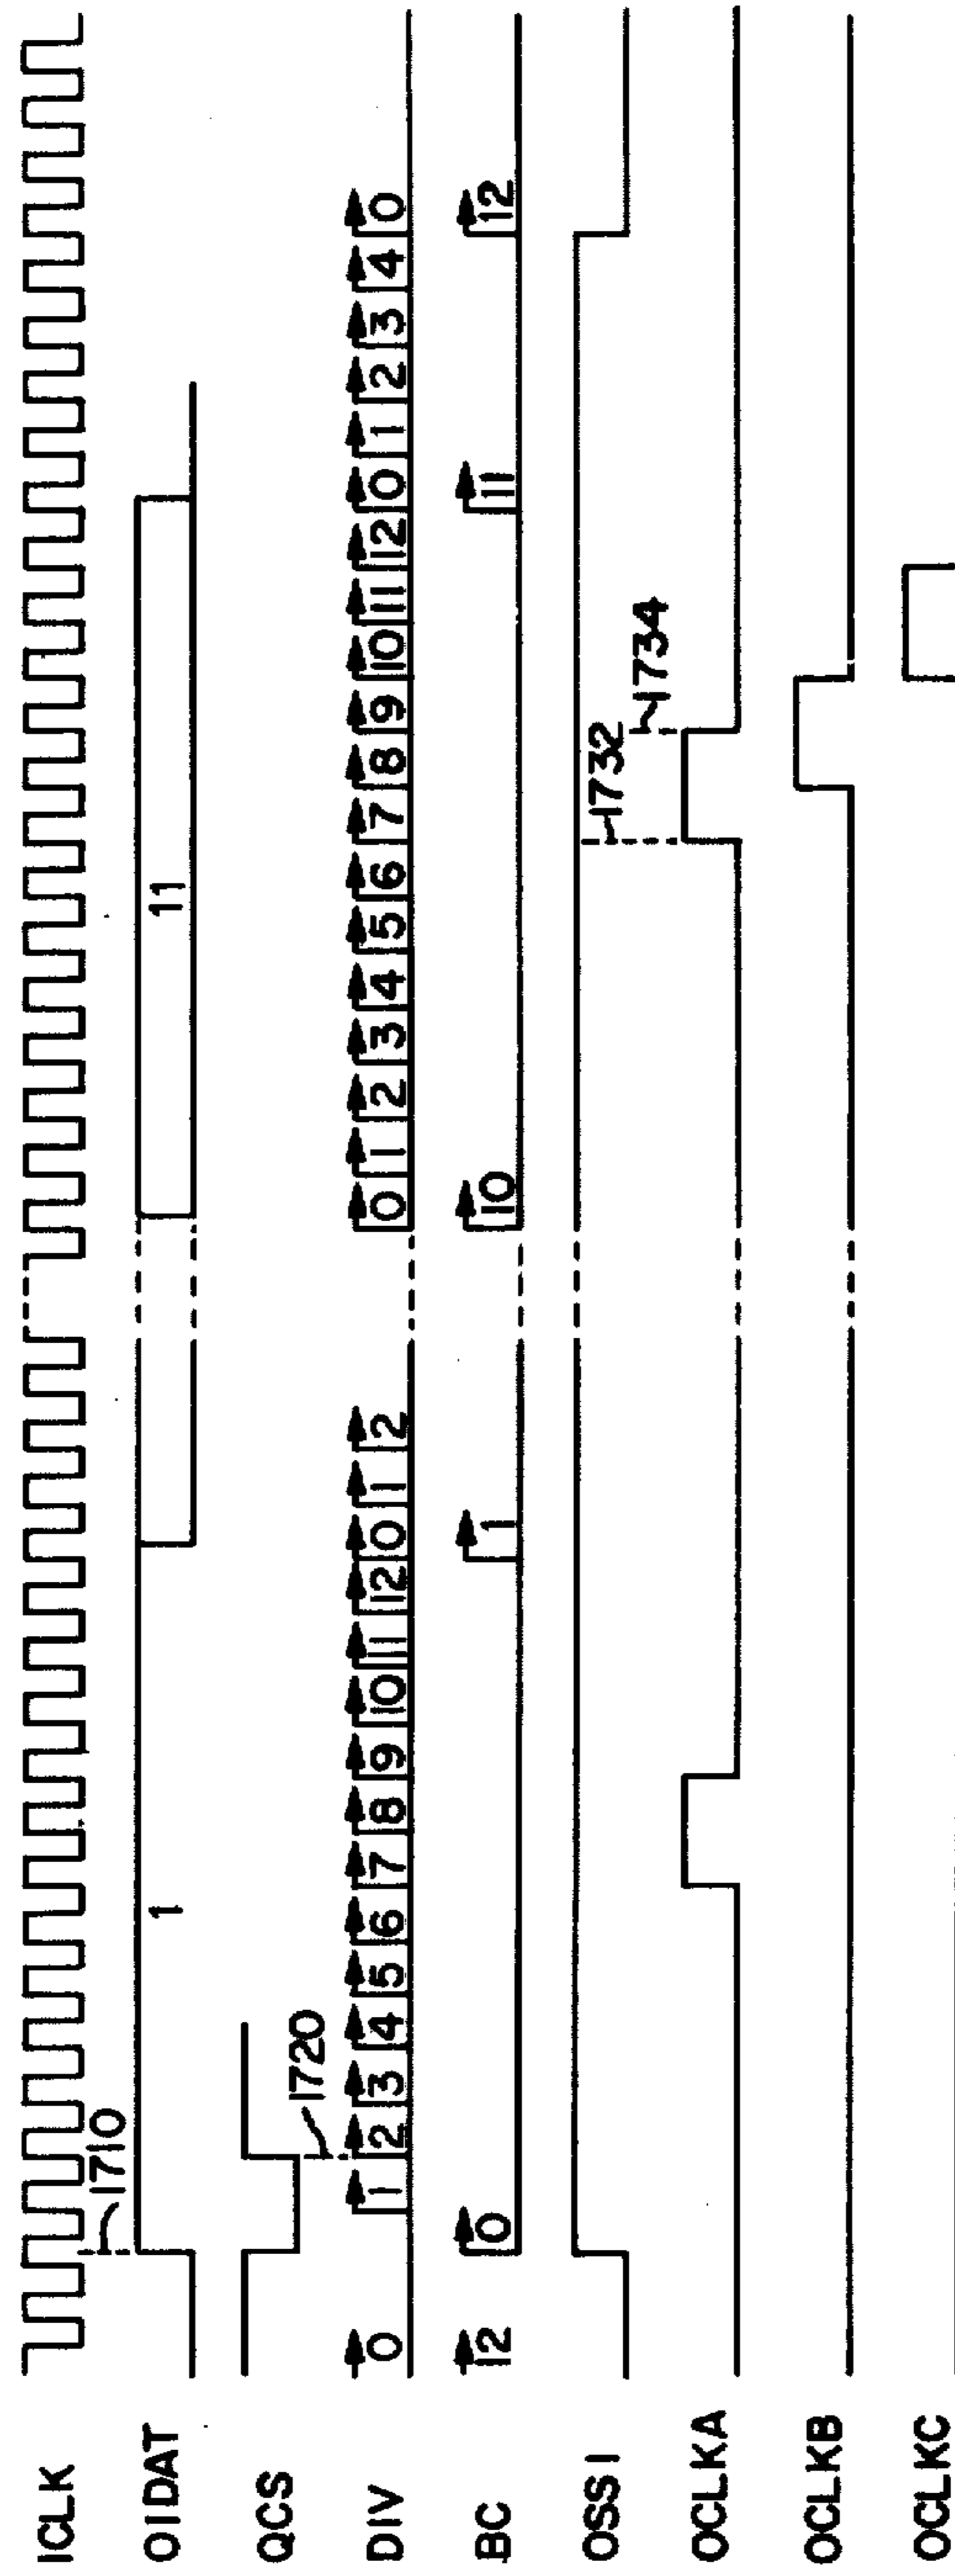 ICLK
1710
OIDAT 1 11
QCS
1720
DIV 0 1 2 3 4 5 6 7 8 9 10 11 12 0 1 2 0 1 2 3 4 5 6 7 8 9 10 11 12 0 1 2 3 4 0
BC 12 0 1 10 11 12
OSS1
1732
1734
OCLKA
OCLKB
OCLKC